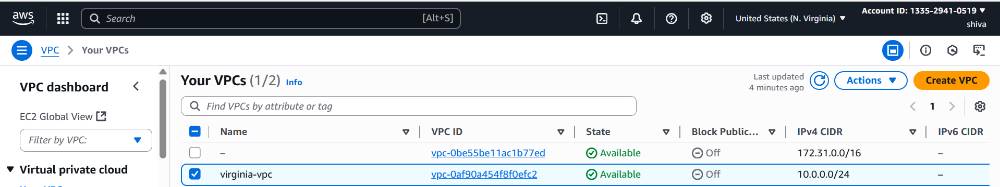 aws
Search [Alt+S]
United States (N. Virginia)
Account ID: 1335-2941-0519
shiva
VPC > Your VPCs
VPC dashboard
EC2 Global View
Filter by VPC:
Virtual private cloud
Your VPCs (1/2) Info
Last updated
4 minutes ago
Actions
Create VPC
Find VPCs by attribute or tag
1
Name VPC ID State Block Public... IPv4 CIDR IPv6 CIDR
– vpc-0be55be11ac1b77ed Available Off 172.31.0.0/16 –
virginia-vpc vpc-0af90a454f8f0efc2 Available Off 10.0.0.0/24 –